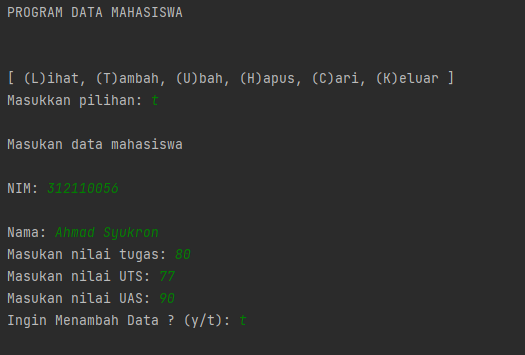 PROGRAM DATA MAHASISWA
[ (L)ihat, (T)ambah, (U)bah, (H)apus, (C)ari, (K)eluar ]
Masukkan pilihan: t
Masukan data mahasiswa
NIM: 312110056
Nama: Ahmad Syukron
Masukan nilai tugas: 80
Masukan nilai UTS: 77
Masukan nilai UAS: 90
Ingin Menambah Data ? (y/t): t